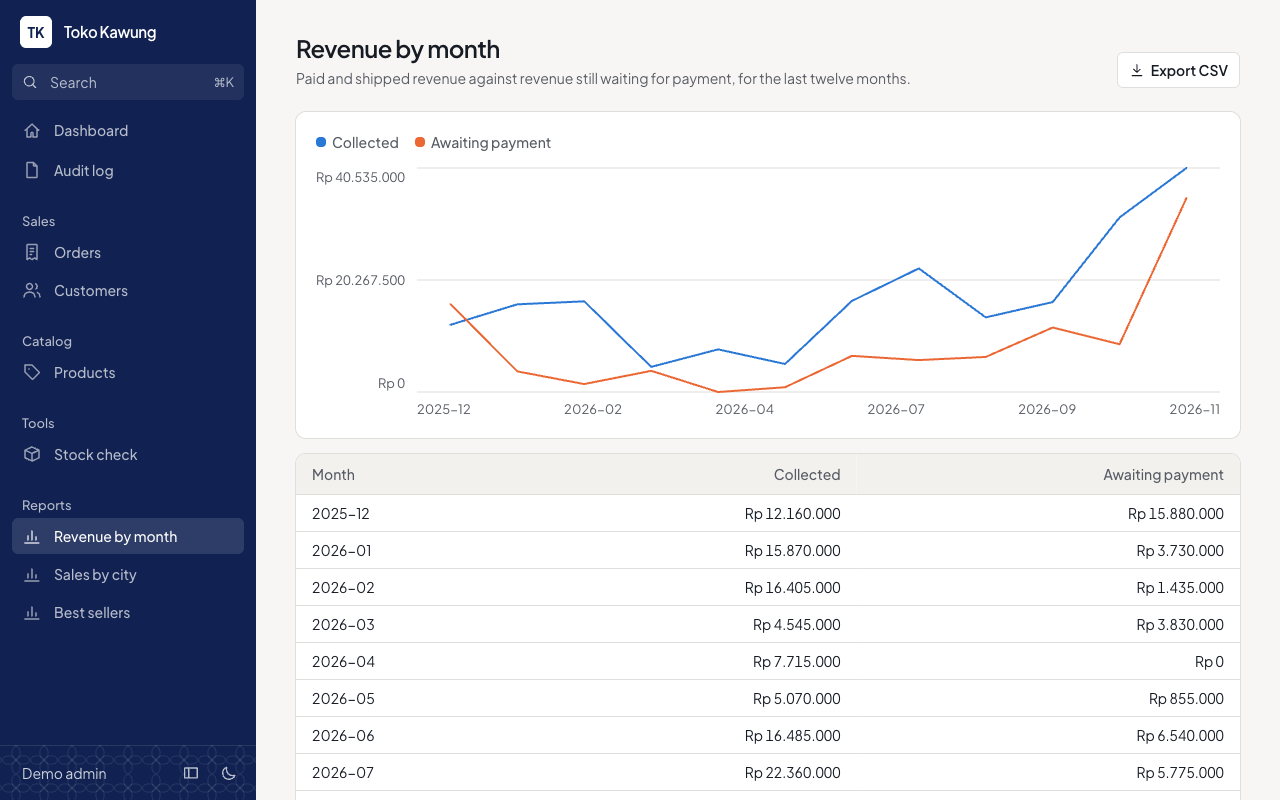 TK Toko Kawung
Search ⌘K
Dashboard
Audit log
Sales
Orders
Customers
Catalog
Products
Tools
Stock check
Reports
Revenue by month
Sales by city
Best sellers
Demo admin
Revenue by month
Paid and shipped revenue against revenue still waiting for payment, for the last twelve months.
Export CSV
Collected Awaiting payment
Rp 40.535.000
Rp 20.267.500
Rp 0
2025-12 2026-02 2026-04 2026-07 2026-09 2026-11
Month Collected Awaiting payment
2025-12 Rp 12.160.000 Rp 15.880.000
2026-01 Rp 15.870.000 Rp 3.730.000
2026-02 Rp 16.405.000 Rp 1.435.000
2026-03 Rp 4.545.000 Rp 3.830.000
2026-04 Rp 7.715.000 Rp 0
2026-05 Rp 5.070.000 Rp 855.000
2026-06 Rp 16.485.000 Rp 6.540.000
2026-07 Rp 22.360.000 Rp 5.775.000